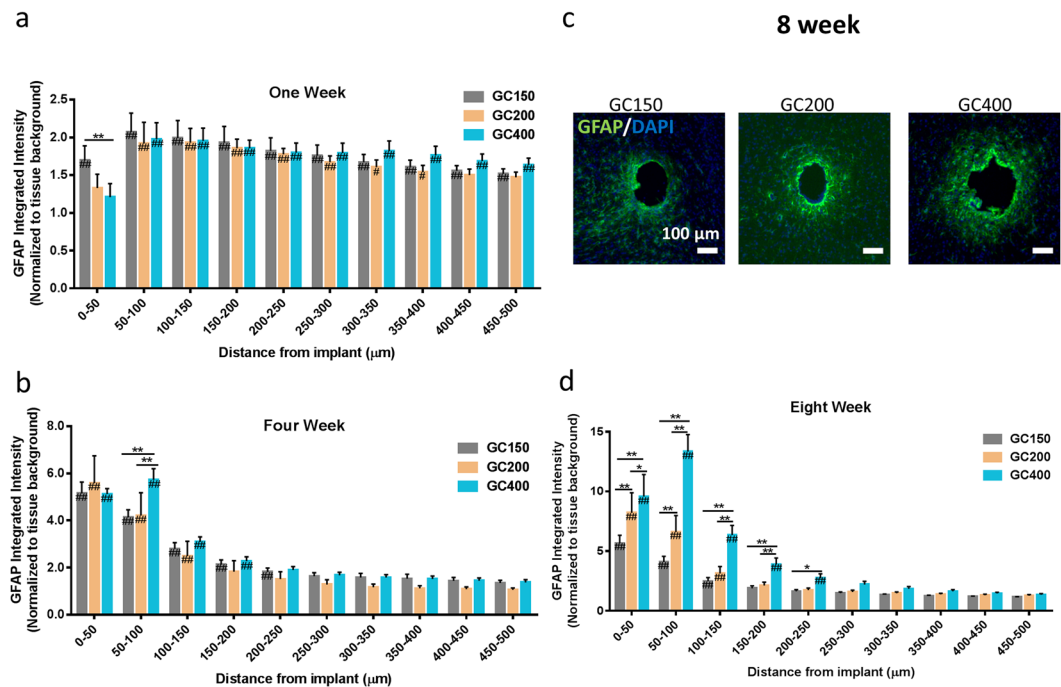 a
One Week
GFAP Integrated Intensity
(Normalized to tissue background)
2.5
2.0
1.5
1.0
0.5
0.0
**
## ## ## ## ## ## ## ## ## ## ## ## ## ## ## ## ## ## # ## ## # ## ## ## ## ##
GC150
GC200
GC400
0-50
50-100
100-150
150-200
200-250
250-300
300-350
350-400
400-450
450-500
Distance from implant (μm)
b
Four Week
GFAP Integrated Intensity
(Normalized to tissue background)
8.0
6.0
4.0
2.0
0.0
**
**
## ## ## ## ## ## ## ## ## ## ## ##
GC150
GC200
GC400
0-50
50-100
100-150
150-200
200-250
250-300
300-350
350-400
400-450
450-500
Distance from implant (μm)
c
8 week
GC150
GC200
GC400
GFAP/DAPI
100 μm
d
Eight Week
GFAP Integrated Intensity
(Normalized to tissue background)
15
10
5
0
**
**
*
**
**
**
**
**
**
**
*
## ## ## ## ## ## ## ## ## ## ##
GC150
GC200
GC400
0-50
50-100
100-150
150-200
200-250
250-300
300-350
350-400
400-450
450-500
Distance from implant (μm)